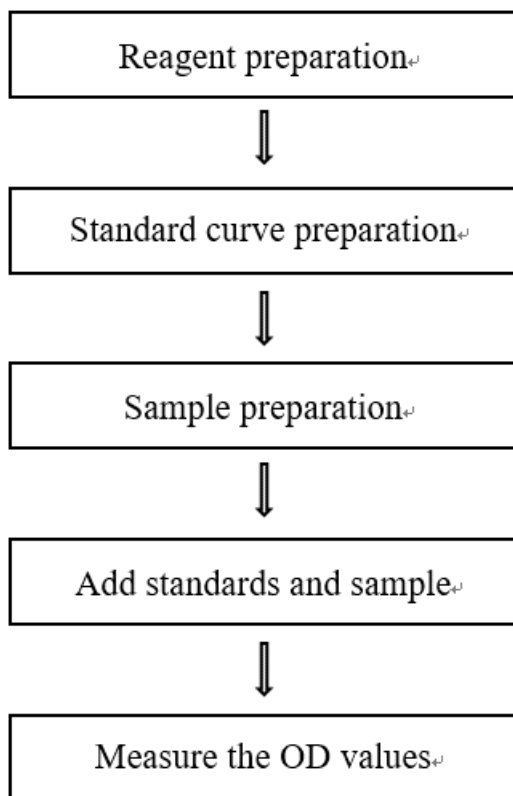 Reagent preparation
Standard curve preparation
Sample preparation
Add standards and sample
Measure the OD values